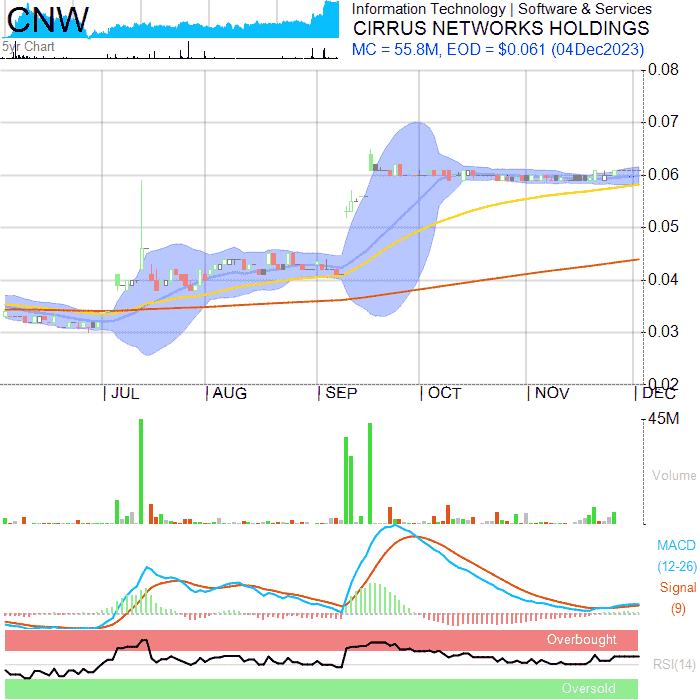 CNW
5yr Chart
Information Technology | Software & Services
CIRRUS NETWORKS HOLDINGS
MC = 55.8M, EOD = $0.061 (04Dec2023)
0.08
0.07
0.06
0.05
0.04
0.03
0.02
JUL AUG SEP OCT NOV DEC
45M
Volume
MACD
(12-26)
Signal
(9)
Overbought
RSI(14)
Oversold